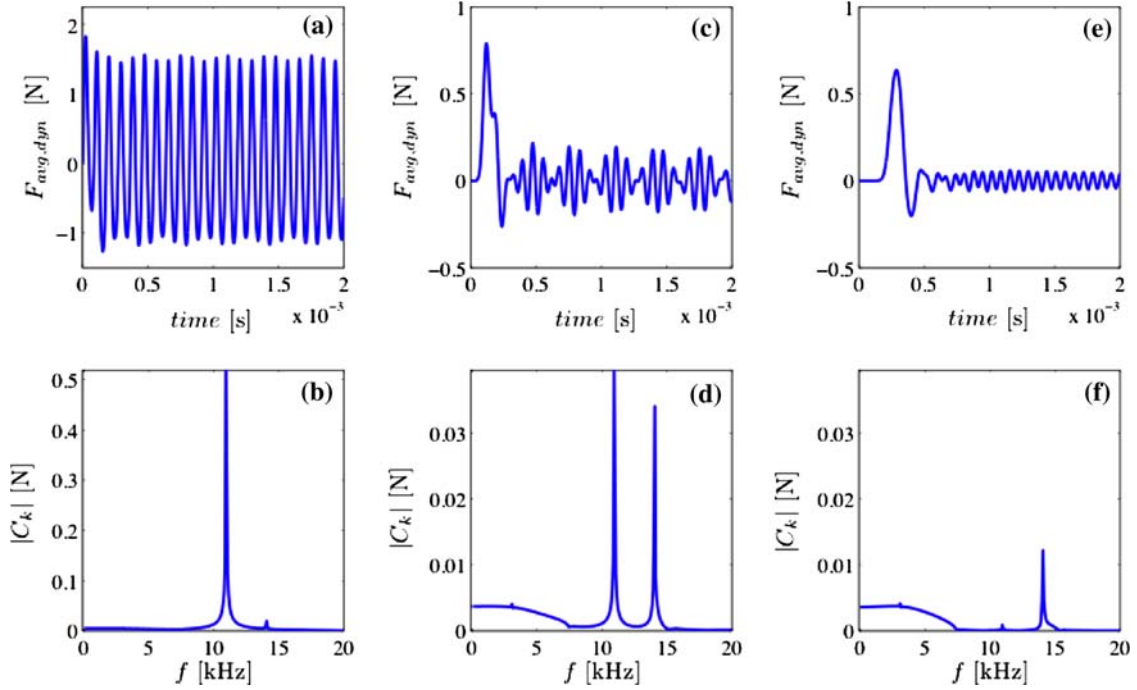 (a)
2
1
0
−1
F_avg.dyn [N]
0 0.5 1 1.5 2
time [s] x 10⁻³
(c)
1
0.5
0
−0.5
F_avg.dyn [N]
0 0.5 1 1.5 2
time [s] x 10⁻³
(e)
1
0.5
0
−0.5
F_avg.dyn [N]
0 0.5 1 1.5 2
time [s] x 10⁻³
(b)
0.5
0.4
0.3
0.2
0.1
0
|C_k| [N]
0 5 10 15 20
f [kHz]
(d)
0.03
0.02
0.01
0
|C_k| [N]
0 5 10 15 20
f [kHz]
(f)
0.03
0.02
0.01
0
|C_k| [N]
0 5 10 15 20
f [kHz]